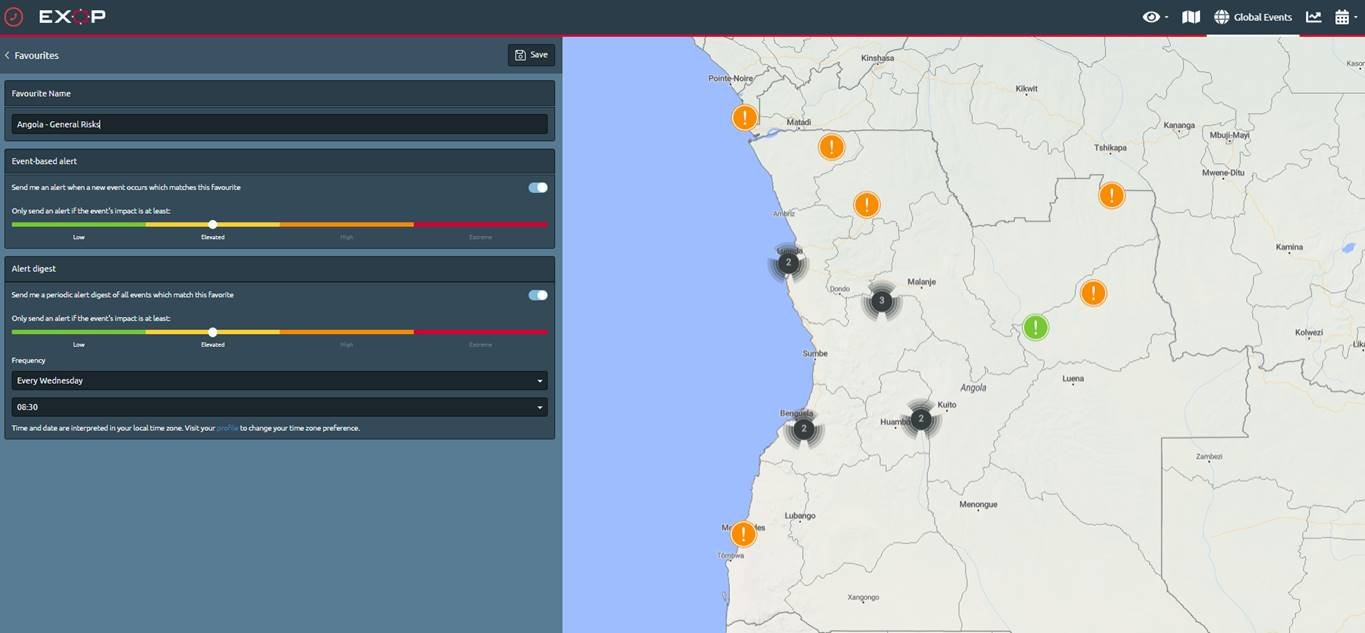 EXOP
Global Events
Favourites
Save
Favourite Name
Angola - General Risks
Event-based alert
Send me an alert when a new event occurs which matches this favourite
Only send an alert if the event's impact is at least:
Low Elevated High Extreme
Alert digest
Send me a periodic alert digest of all events which match this favorite
Only send an alert if the event's impact is at least:
Low Elevated High Extreme
Frequency
Every Wednesday
08:30
Time and date are interpreted in your local time zone. Visit your profile to change your time zone preference.
Kinshasa
Pointe-Noire
Kikwit
Matadi
Kananga
Mbuji-Mayi
Tshikapa
Mwene-Ditu
Ambriz
Kamina
2
Malanje
Dondo
3
Kolwezi
Sumbe
Luena
Angola
Kuito
Benguela
Huambo
2
2
Zambezi
Menongue
Lubango
Tômbwa
Xangongo